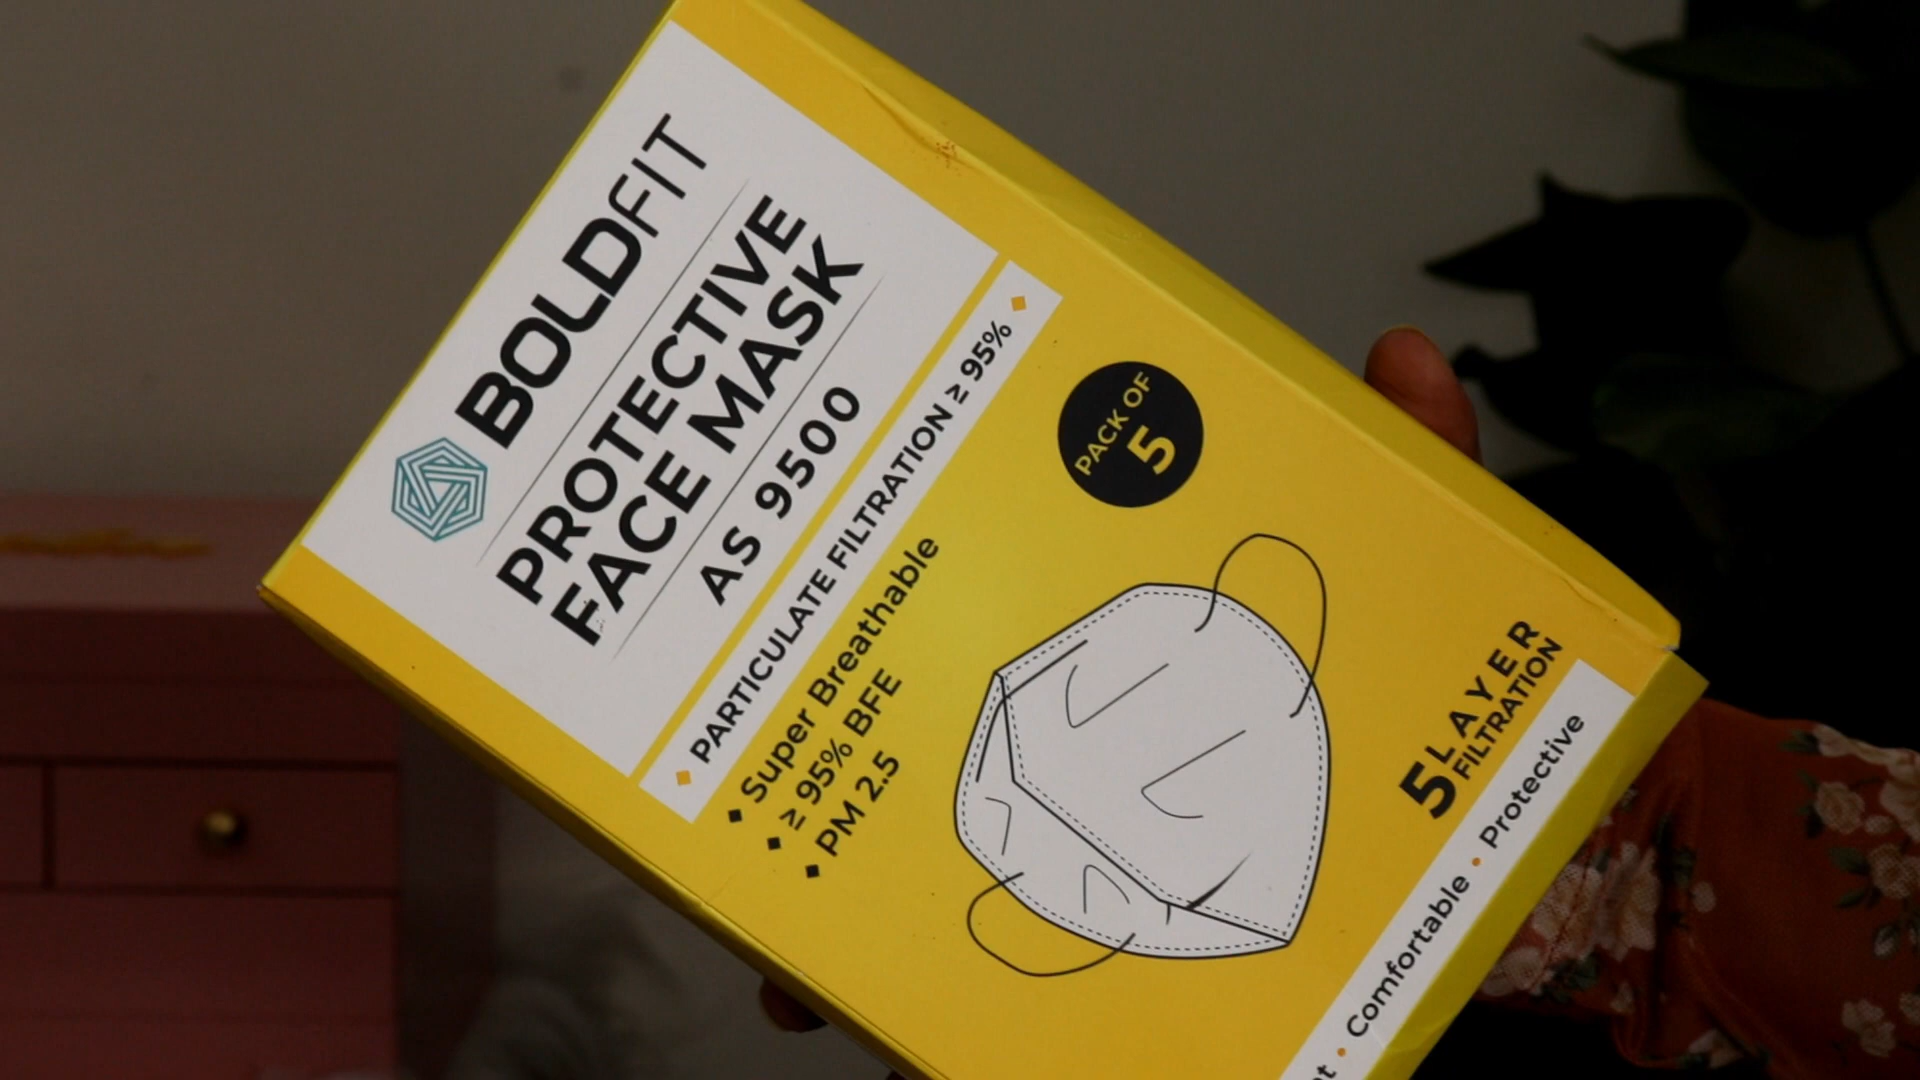 BOLDFIT
PROTECTIVE
FACE MASK
AS 9500
PARTICULATE FILTRATION ≥ 95%
Super Breathable
≥ 95% BFE
PM 2.5
PACK OF
5
5 LAYER
FILTRATION
• Comfortable • Protective